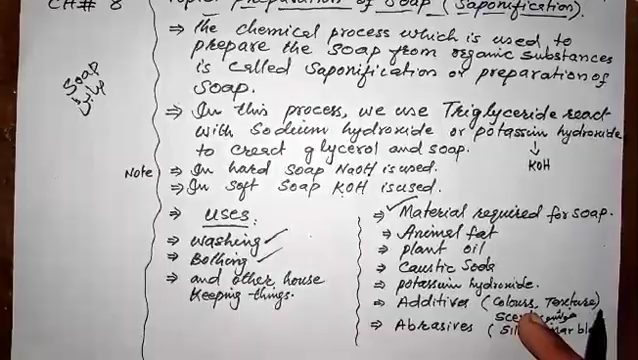 CH# 8
Topic preparation of Soap (Saponification).
⇒ the chemical process which is used to
prepare the soap from organic substances
is called Saponification or preparation of
Soap.
Soap
⇒ In this process, we use Triglyceride react
with Sodium hydroxide or potassium hydroxide
to creact glycerol and soap.
↓
KOH
Note ⇒ In hard soap NaOH is used.
⇒ In soft soap KOH is used.
⇒ uses:
⇒ washing ✓
⇒ Bathing ✓
⇒ and other house
keeping things.
⇒ Material required for soap.
⇒ Animal fat
⇒ plant oil
⇒ caustic Soda
⇒ potassium hydroxide.
⇒ Additives (Colours, Texture)
خوشبو
⇒ Abrasives (